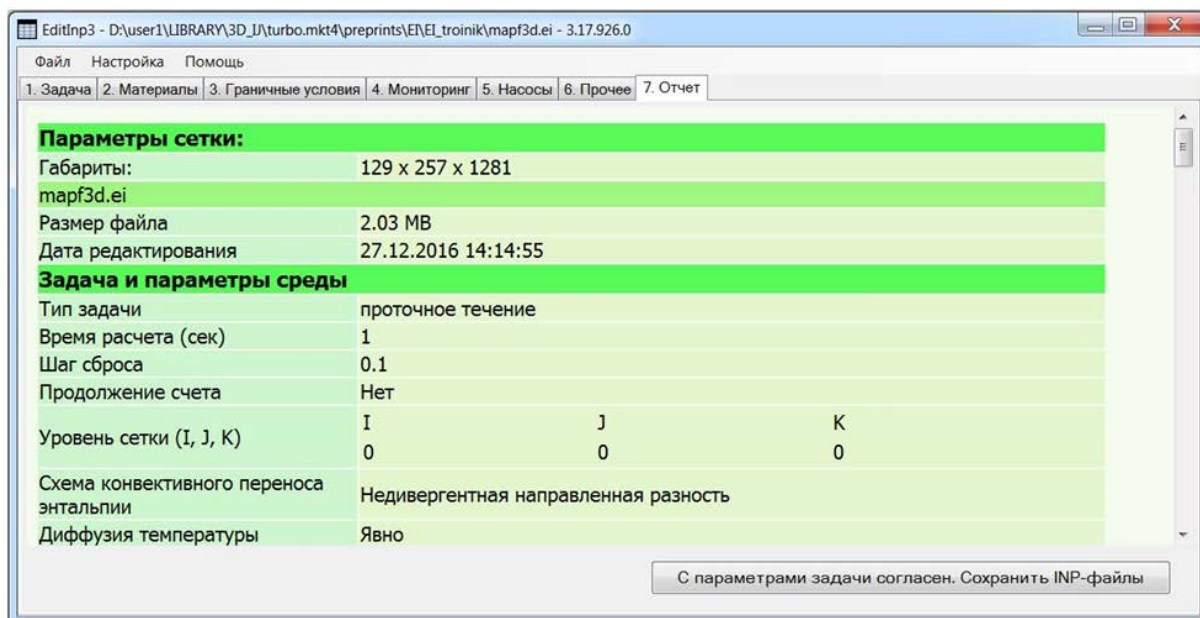 EditInp3 - D:\user1\LIBRARY\3D_IJ\turbo.mkt4\preprints\EI\EI_troinik\mapf3d.ei - 3.17.926.0
Файл Настройка Помощь
1. Задача 2. Материалы 3. Граничные условия 4. Мониторинг 5. Насосы 6. Прочее 7. Отчет
Параметры сетки:
Габариты: 129 x 257 x 1281
mapf3d.ei
Размер файла 2.03 MB
Дата редактирования 27.12.2016 14:14:55
Задача и параметры среды
Тип задачи проточное течение
Время расчета (сек) 1
Шаг сброса 0.1
Продолжение счета Нет
Уровень сетки (I, J, K) I J K
0 0 0
Схема конвективного переноса
энтальпии Недивергентная направленная разность
Диффузия температуры Явно
С параметрами задачи согласен. Сохранить INP-файлы